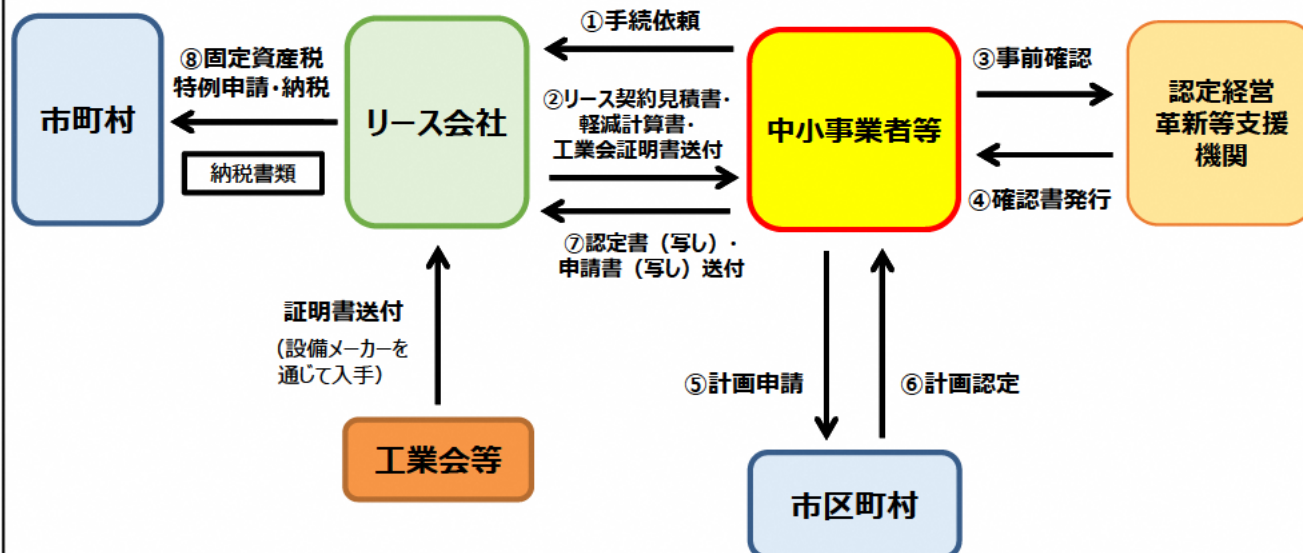 ①手続依頼
⑧固定資産税
特例申請・納税
③事前確認
市町村
リース会社
②リース契約見積書・
軽減計算書・
工業会証明書送付
中小事業者等
認定経営
革新等支援
機関
納税書類
④確認書発行
⑦認定書（写し）・
申請書（写し）送付
証明書送付
(設備メーカーを
通じて入手）
⑤計画申請
⑥計画認定
工業会等
市区町村